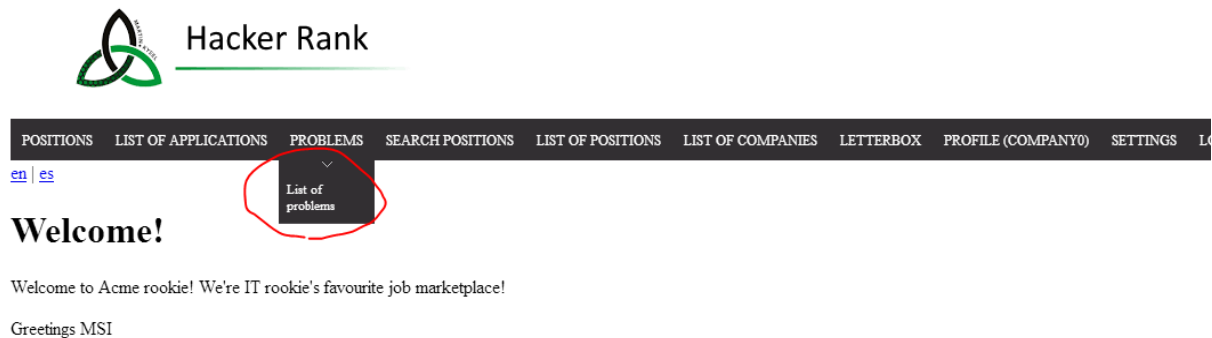 Hacker Rank
POSITIONS LIST OF APPLICATIONS PROBLEMS SEARCH POSITIONS LIST OF POSITIONS LIST OF COMPANIES LETTERBOX PROFILE (COMPANY0) SETTINGS LO
en | es
List of
problems
Welcome!
Welcome to Acme rookie! We're IT rookie's favourite job marketplace!
Greetings MSI